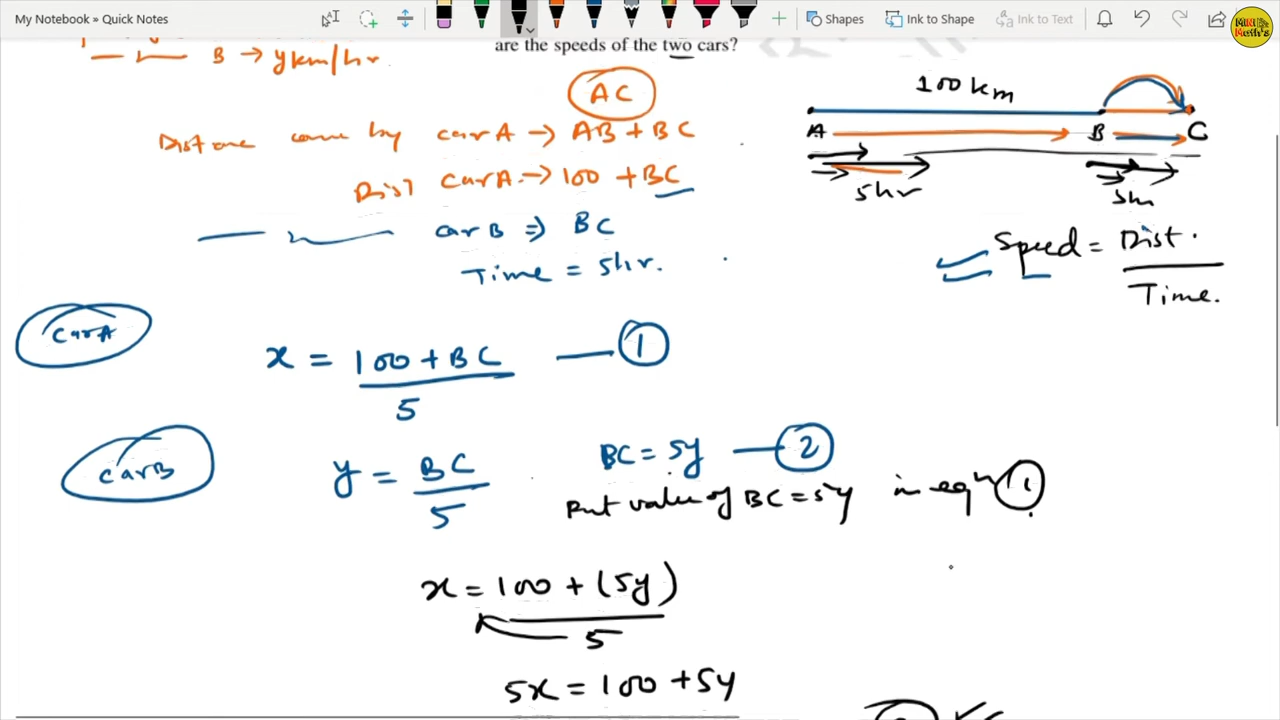 My Notebook » Quick Notes
Shapes
Ink to Shape
Ink to Text
Maths
are the speeds of the two cars?
B → y km/hr.
AC
100 km
A B C
Distance by car A → AB + BC
Dist car A → 100 + BC
5hr
car B ⇒ BC
Time = 5hr.
Speed = Dist.
Time.
Car A
x = 100 + BC — 1
5
Car B
y = BC
5
BC = 5y — 2
Put value of BC = 5y in eqn 1
x = 100 + (5y)
5
5x = 100 + 5y